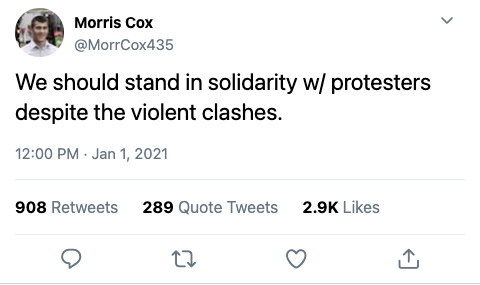 Morris Cox
@MorrCox435
We should stand in solidarity w/ protesters
despite the violent clashes.
12:00 PM · Jan 1, 2021
908 Retweets 289 Quote Tweets 2.9K Likes